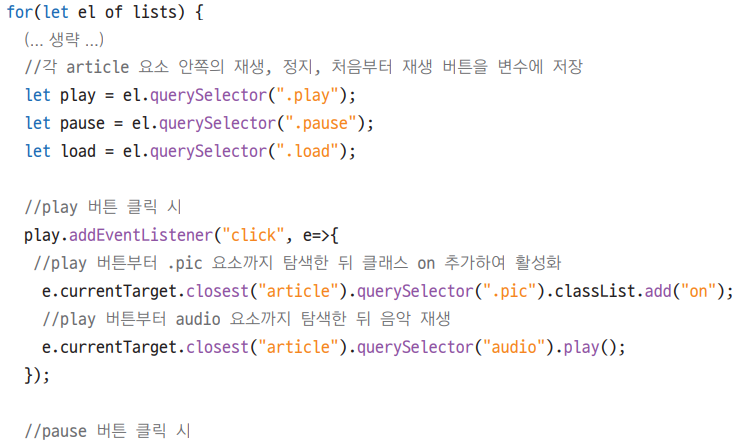 for(let el of lists) {
(... 생략 ...)
//각 article 요소 안쪽의 재생, 정지, 처음부터 재생 버튼을 변수에 저장
let play = el.querySelector(".play");
let pause = el.querySelector(".pause");
let load = el.querySelector(".load");
//play 버튼 클릭 시
play.addEventListener("click", e=>{
//play 버튼부터 .pic 요소까지 탐색한 뒤 클래스 on 추가하여 활성화
e.currentTarget.closest("article").querySelector(".pic").classList.add("on");
//play 버튼부터 audio 요소까지 탐색한 뒤 음악 재생
e.currentTarget.closest("article").querySelector("audio").play();
});
//pause 버튼 클릭 시